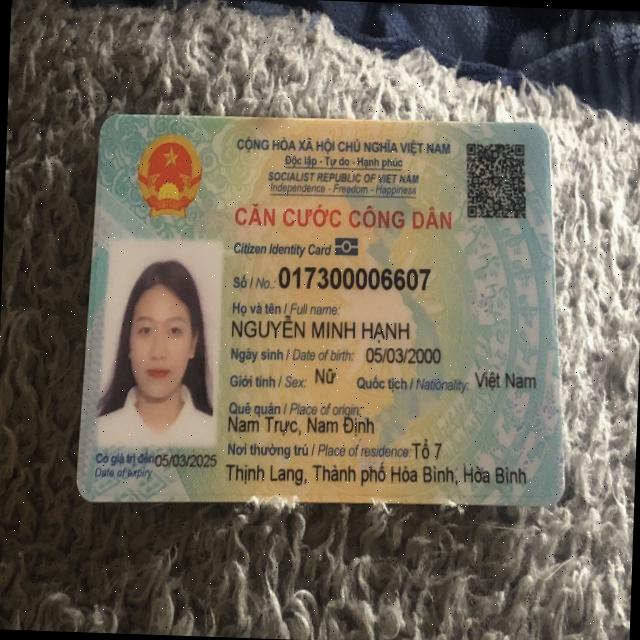 CỘNG HÒA XÃ HỘI CHỦ NGHĨA VIỆT NAM
Độc lập - Tự do - Hạnh phúc
SOCIALIST REPUBLIC OF VIET NAM
Independence - Freedom - Happiness
CĂN CƯỚC CÔNG DÂN
Citizen Identity Card
Số / No.: 017300006607
Họ và tên / Full name:
NGUYỄN MINH HẠNH
Ngày sinh / Date of birth: 05/03/2000
Giới tính / Sex: Nữ Quốc tịch / Nationality: Việt Nam
Quê quán / Place of origin:
Nam Trực, Nam Định
Nơi thường trú / Place of residence: Tổ 7
Thịnh Lang, Thành phố Hòa Bình, Hòa Bình
Có giá trị đến: 05/03/2025
Date of expiry